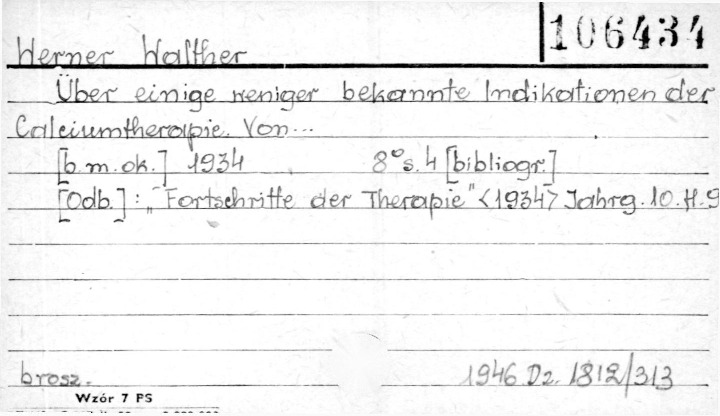 106434
Werner Walther
Über einige weniger bekannte Indikationen der
Calciumtherapie. Von...
[b.m.ok.] 1934 8° s. 4 [bibliogr.]
[Odb.]: „Fortschritte der Therapie" <1934> Jahrg. 10. H. 9
brosz. 1946 Dz. 1812/313
Wzór 7 PS